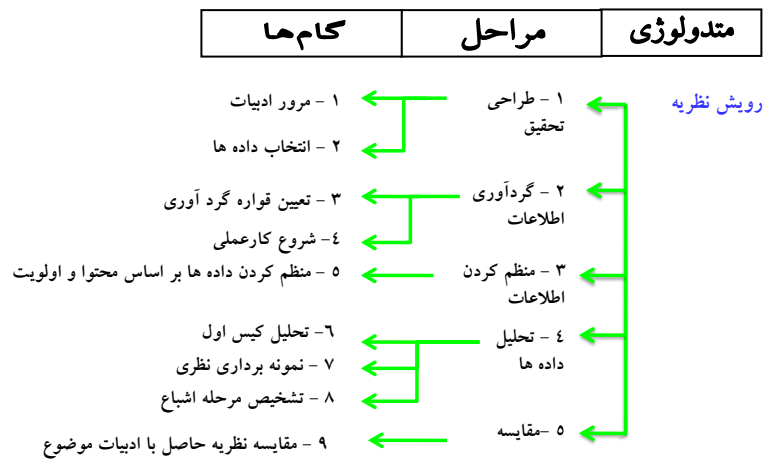 متدولوژی
مراحل
گام‌ها
رویش نظریه
۱ - طراحی
تحقیق
۱ - مرور ادبیات
۲ - انتخاب داده ها
۲ - گردآوری
اطلاعات
۳ - تعیین قواره گرد آوری
٤- شروع کارعملی
۳ - منظم کردن
اطلاعات
٥ - منظم کردن داده ها بر اساس محتوا و اولویت
٤ - تحلیل
داده ها
٦- تحلیل کیس اول
۷ - نمونه برداری نظری
۸ - تشخیص مرحله اشباع
٥ -مقایسه
۹ - مقایسه نظریه حاصل با ادبیات موضوع